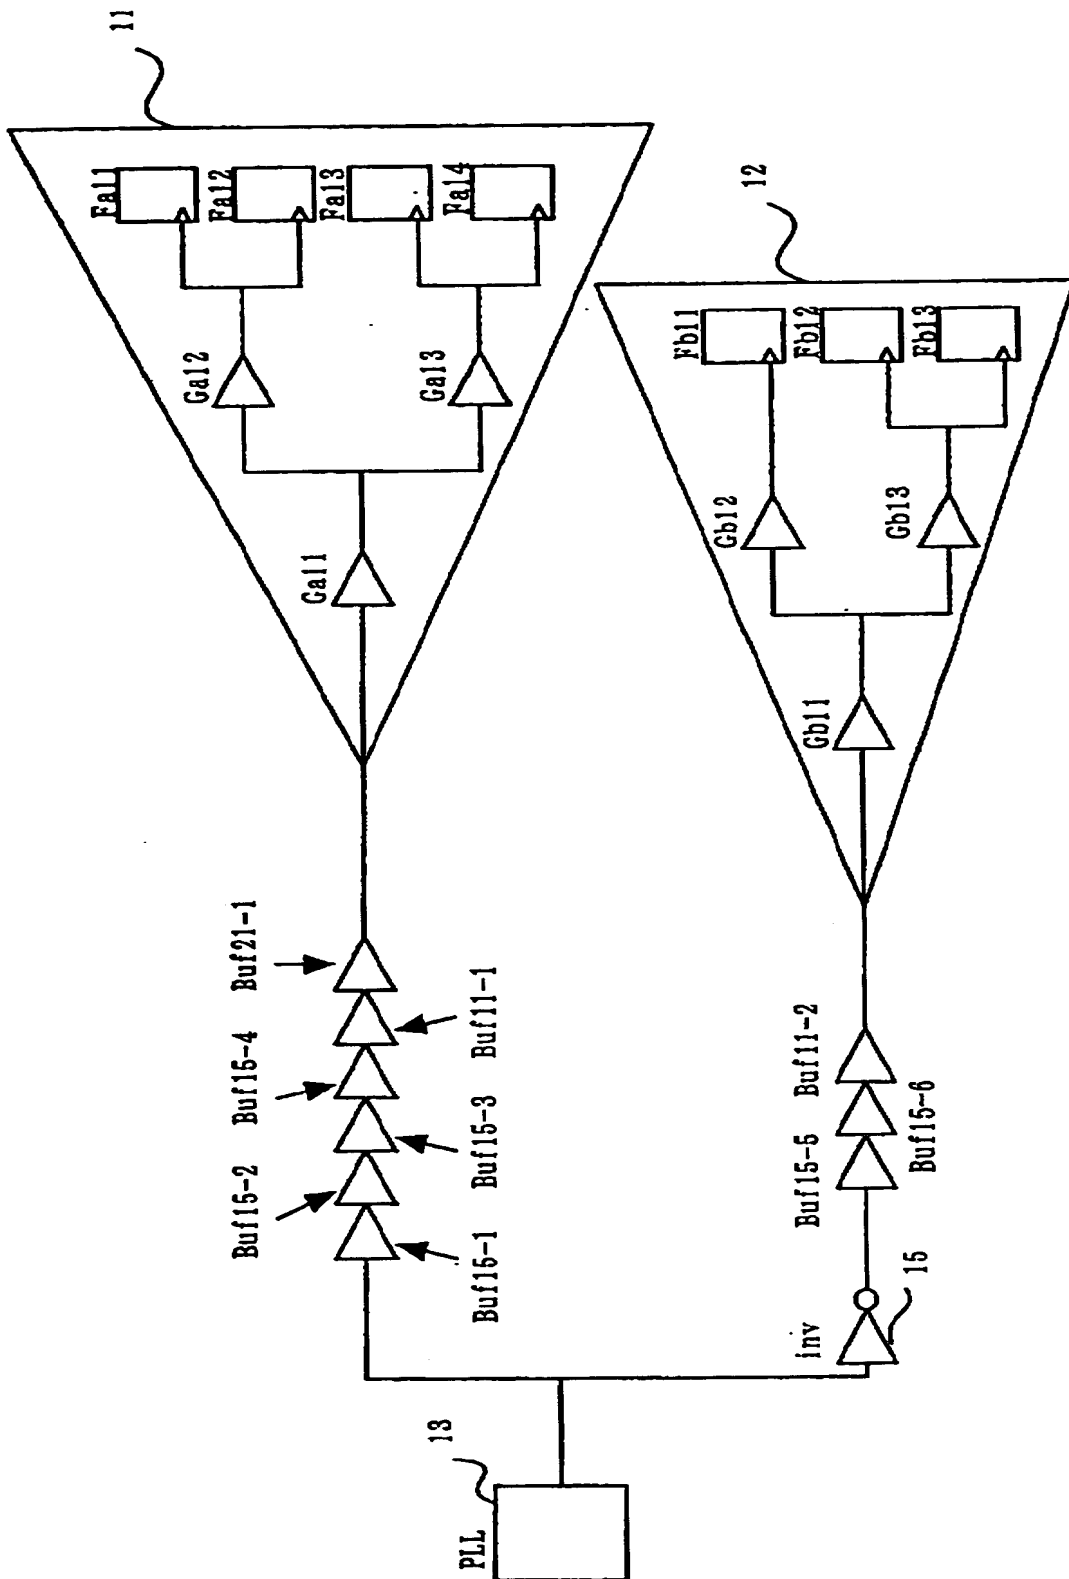 11
Fa11
Fa12
Fa13
Fa14
Ga12
Ga13
Ga11
Buf21-1
Buf11-1
Buf15-4
Buf15-3
Buf15-2
Buf15-1
12
Fb11
Fb12
Fb13
Gb12
Gb13
Gb11
Buf11-2
Buf15~6
Buf15-5
15
inv
13
PLL